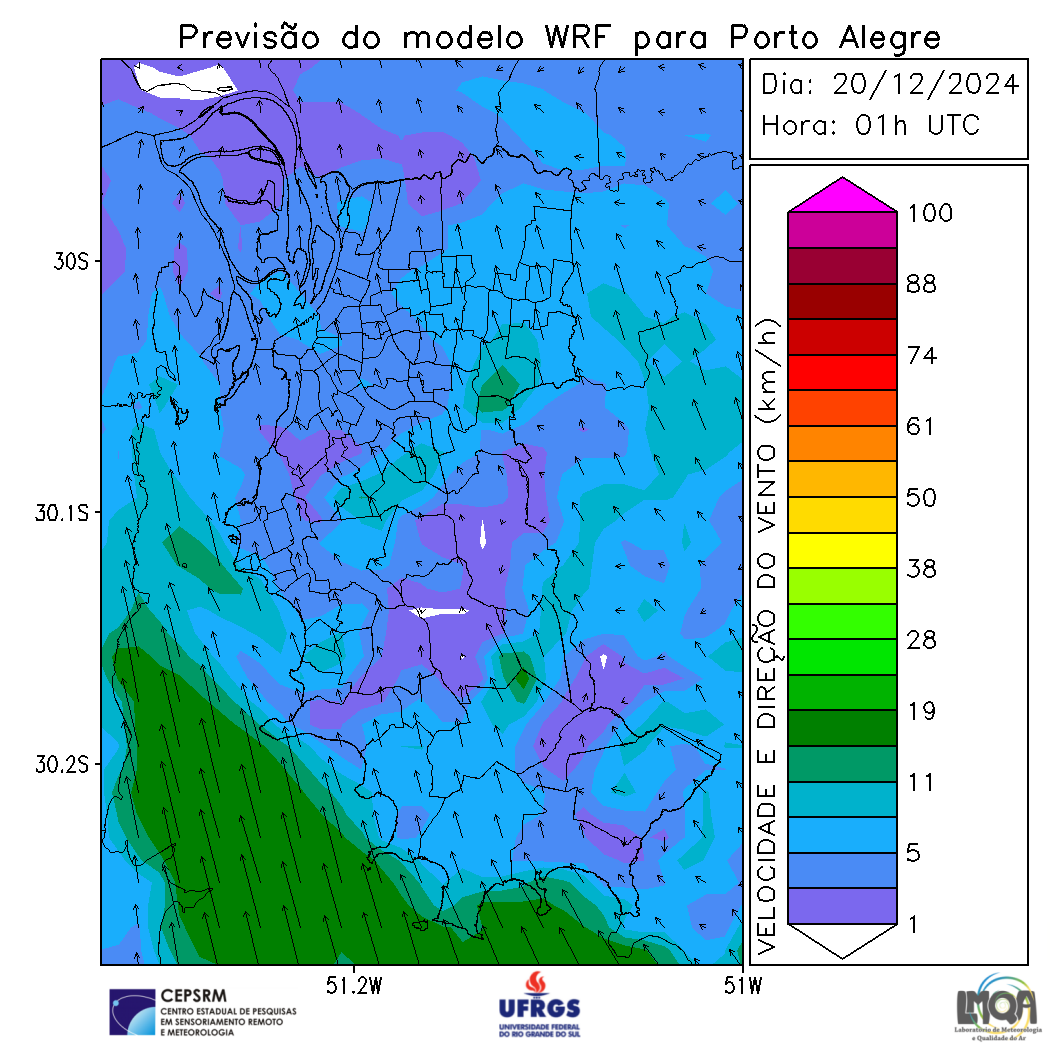 Previsão do modelo WRF para Porto Alegre
Dia: 20/12/2024
Hora: 01h UTC
30S
30.1S
30.2S
51.2W
51W
VELOCIDADE E DIREÇÃO DO VENTO (km/h)
100
88
74
61
50
38
28
19
11
5
1
CEPSRM
CENTRO ESTADUAL DE PESQUISAS
EM SENSORIAMENTO REMOTO
E METEOROLOGIA
UFRGS
UNIVERSIDADE FEDERAL
DO RIO GRANDE DO SUL
LMQA
Laboratório de Meteorologia
e Qualidade do Ar